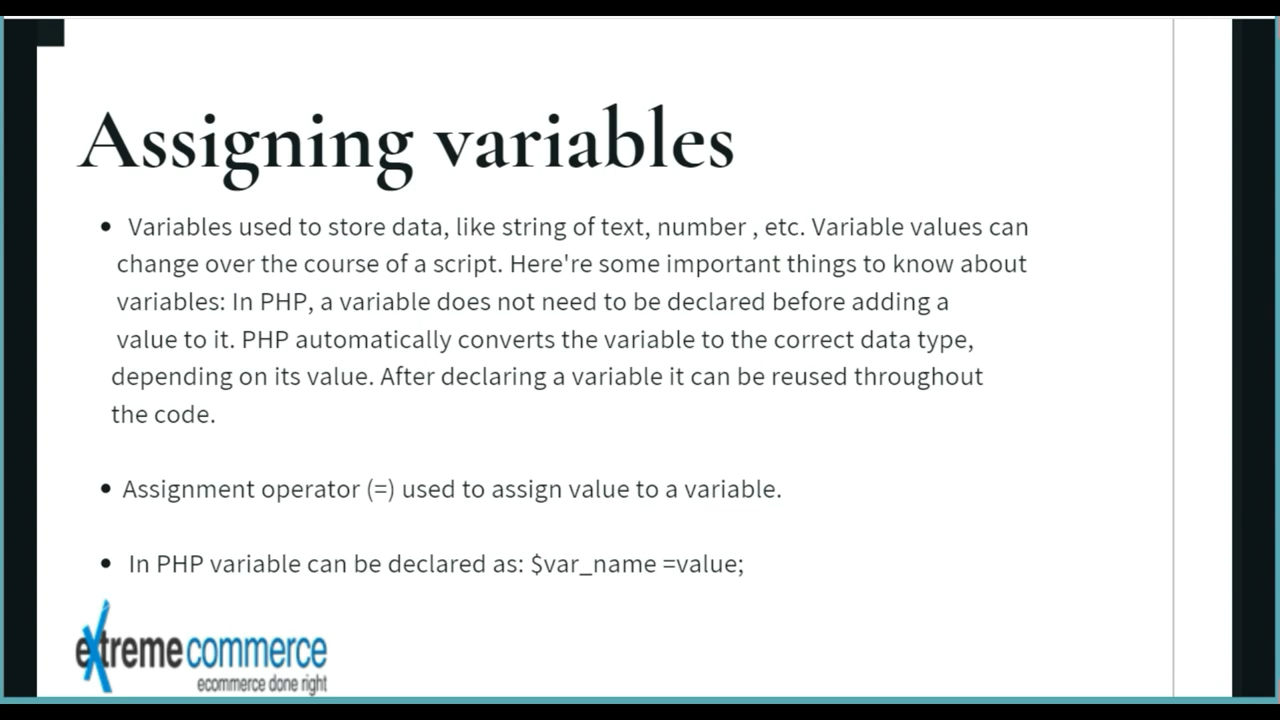 Assigning variables
• Variables used to store data, like string of text, number , etc. Variable values can
change over the course of a script. Here're some important things to know about
variables: In PHP, a variable does not need to be declared before adding a
value to it. PHP automatically converts the variable to the correct data type,
depending on its value. After declaring a variable it can be reused throughout
the code.
• Assignment operator (=) used to assign value to a variable.
• In PHP variable can be declared as: $var_name =value;
extreme commerce
ecommerce done right